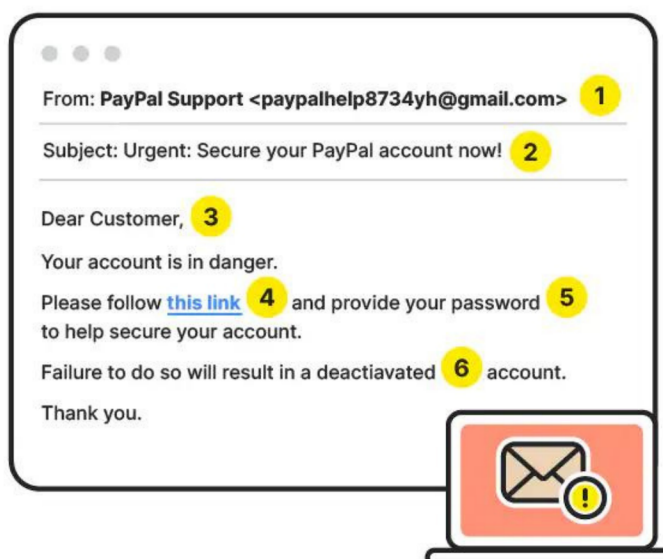 From: PayPal Support <paypalhelp8734yh@gmail.com> 1
Subject: Urgent: Secure your PayPal account now! 2
Dear Customer, 3
Your account is in danger.
Please follow this link 4 and provide your password 5
to help secure your account.
Failure to do so will result in a deactiavated 6 account.
Thank you.
!